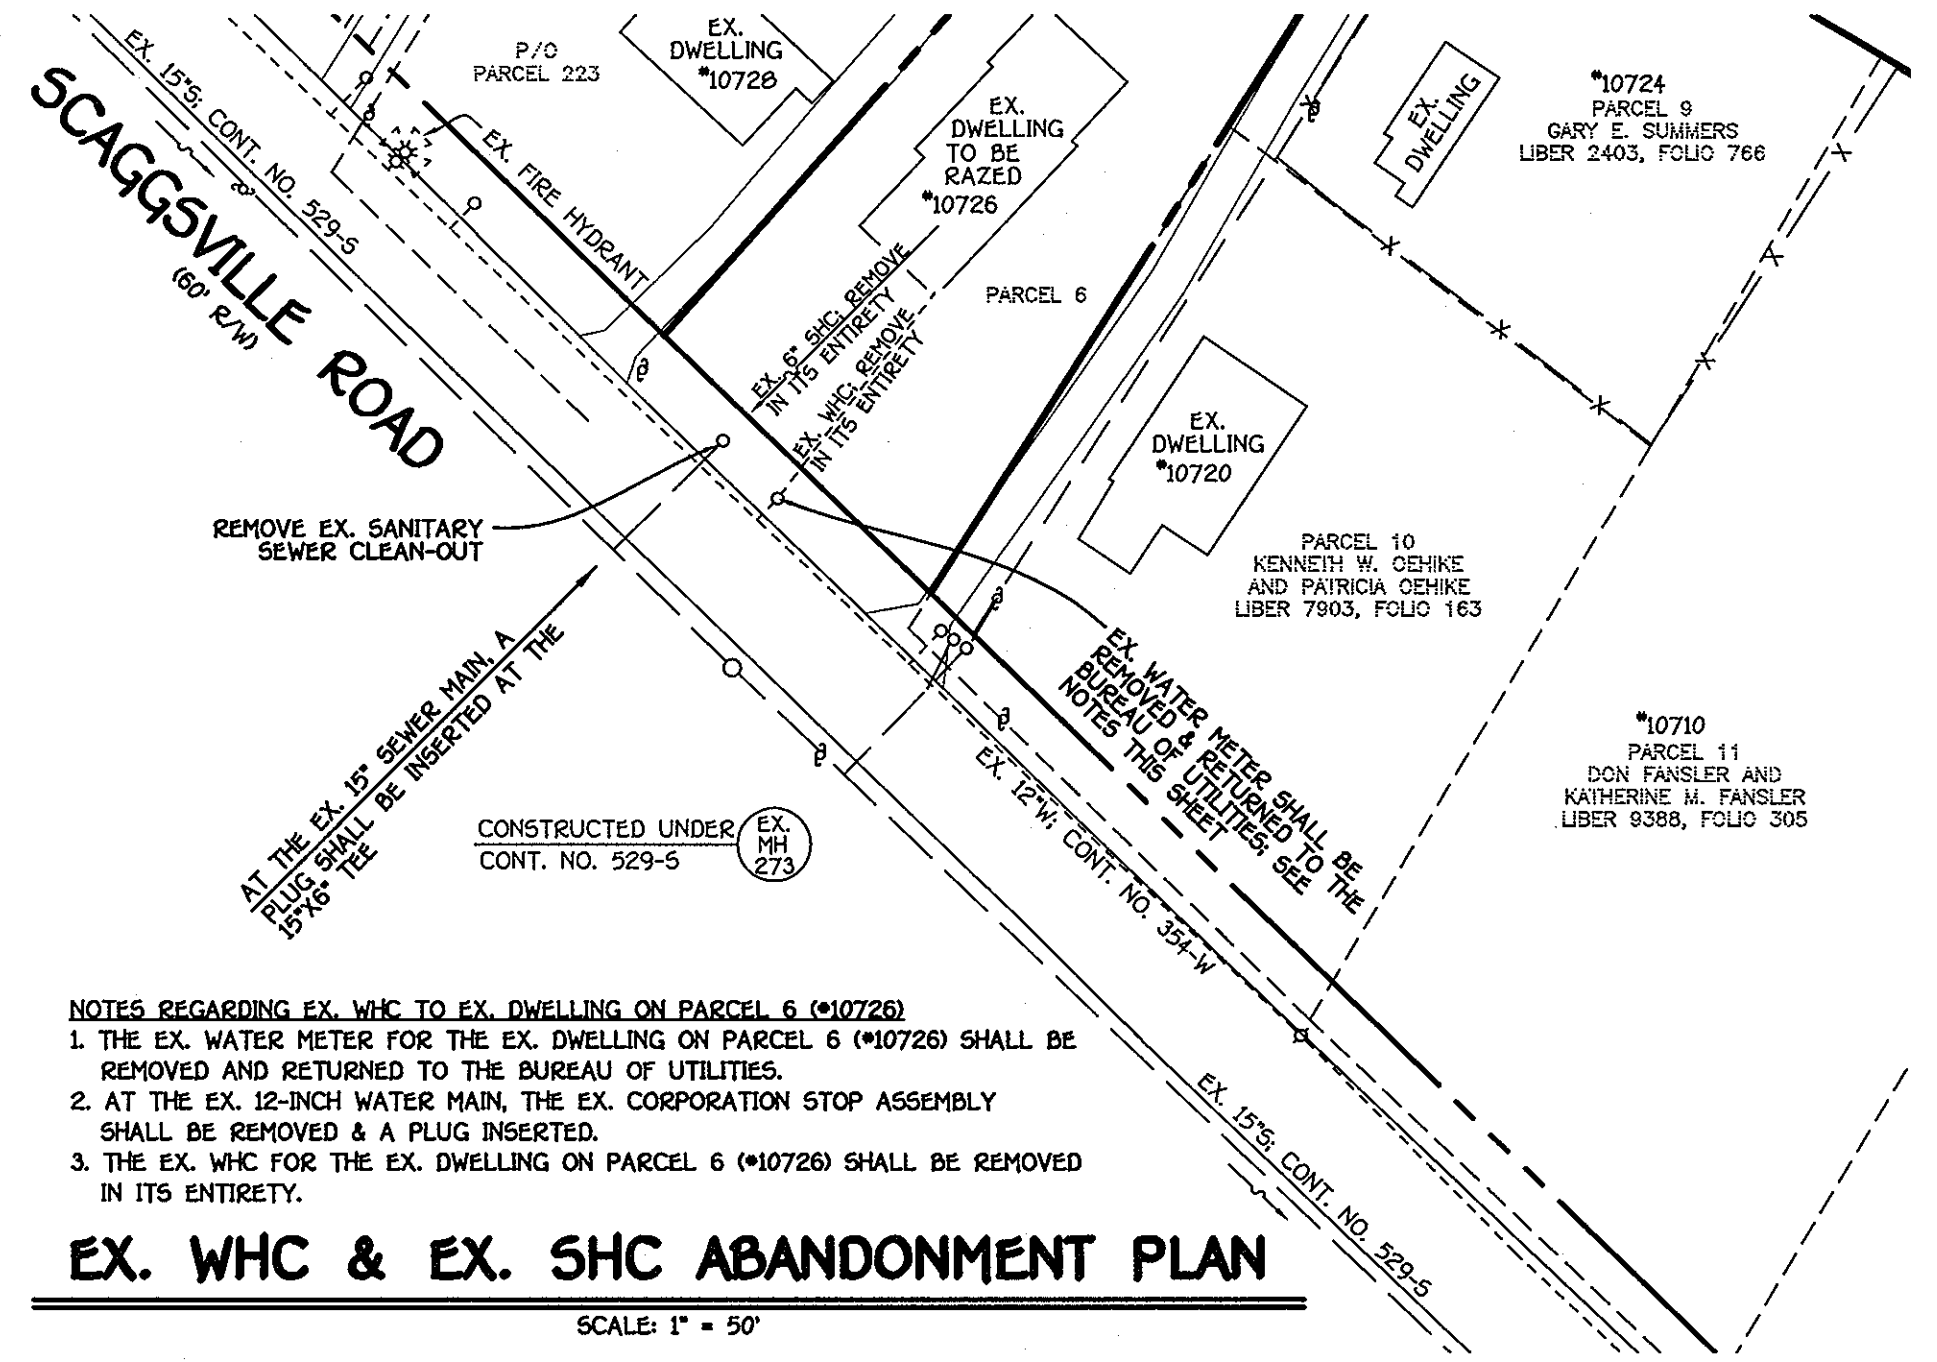 EX. 15"S; CONT. NO. 529-S
SCAGGSVILLE ROAD
(60' R/W)
P/O
PARCEL 223
EX.
DWELLING
#10728
EX. FIRE HYDRANT
EX.
DWELLING
TO BE
RAZED
#10726
EX. 6" SHC; REMOVE
IN ITS ENTIRETY
EX. WHC; REMOVE
IN ITS ENTIRETY
PARCEL 6
EX.
DWELLING
#10724
PARCEL 9
GARY E. SUMMERS
LIBER 2403, FOLIO 766
EX.
DWELLING
#10720
PARCEL 10
KENNETH W. OEHIKE
AND PATRICIA OEHIKE
LIBER 7903, FOLIO 163
#10710
PARCEL 11
DON FANSLER AND
KATHERINE M. FANSLER
LIBER 9388, FOLIO 305
REMOVE EX. SANITARY
SEWER CLEAN-OUT
AT THE EX. 15" SEWER MAIN, A
PLUG SHALL BE INSERTED AT THE
15"X6" TEE
EX. WATER METER SHALL BE
REMOVED & RETURNED TO THE
BUREAU OF UTILITIES; SEE
NOTES THIS SHEET
EX. 12"W; CONT. NO. 354-W
CONSTRUCTED UNDER
CONT. NO. 529-S
EX.
MH
273
EX. 15"S; CONT. NO. 529-S
NOTES REGARDING EX. WHC TO EX. DWELLING ON PARCEL 6 (#10726)
1. THE EX. WATER METER FOR THE EX. DWELLING ON PARCEL 6 (#10726) SHALL BE
REMOVED AND RETURNED TO THE BUREAU OF UTILITIES.
2. AT THE EX. 12-INCH WATER MAIN, THE EX. CORPORATION STOP ASSEMBLY
SHALL BE REMOVED & A PLUG INSERTED.
3. THE EX. WHC FOR THE EX. DWELLING ON PARCEL 6 (#10726) SHALL BE REMOVED
IN ITS ENTIRETY.
EX. WHC & EX. SHC ABANDONMENT PLAN
SCALE: 1" = 50'